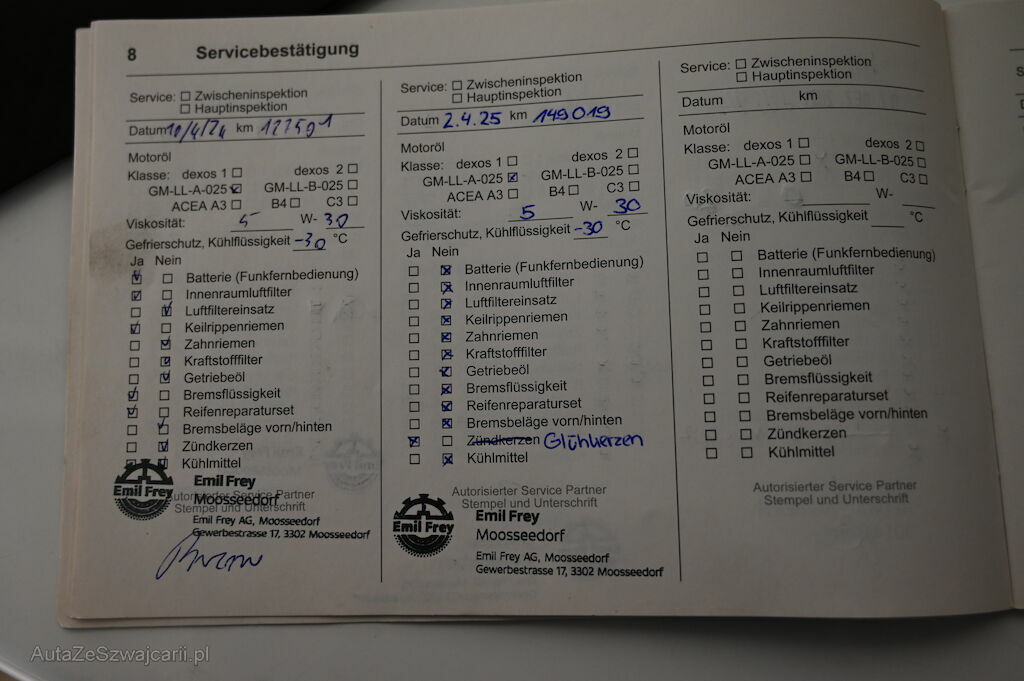 8 Servicebestätigung
Service: ☐ Zwischeninspektion
☐ Hauptinspektion
Datum 10/4/24 km 127591
Motoröl
Klasse: dexos 1 ☐ dexos 2 ☐
GM-LL-A-025 ☑ GM-LL-B-025 ☐
ACEA A3 ☐ B4 ☐ C3 ☐
Viskosität: 5 W- 30
Gefrierschutz, Kühlflüssigkeit -30 °C
Ja Nein
Batterie (Funkfernbedienung)
Innenraumluftfilter
Luftfiltereinsatz
Keilrippenriemen
Zahnriemen
Kraftstofffilter
Getriebeöl
Bremsflüssigkeit
Reifenreparaturset
Bremsbeläge vorn/hinten
Zündkerzen
Kühlmittel
Autorisierter Service Partner
Stempel und Unterschrift
Emil Frey
Emil Frey
Moosseedorf
Emil Frey AG, Moosseedorf
Gewerbestrasse 17, 3302 Moosseedorf
Service: ☐ Zwischeninspektion
☐ Hauptinspektion
Datum 2.4.25 km 149019
Motoröl
Klasse: dexos 1 ☐ dexos 2 ☐
GM-LL-A-025 ☒ GM-LL-B-025 ☐
ACEA A3 ☐ B4 ☐ C3 ☐
Viskosität: 5 W- 30
Gefrierschutz, Kühlflüssigkeit -30 °C
Ja Nein
Batterie (Funkfernbedienung)
Innenraumluftfilter
Luftfiltereinsatz
Keilrippenriemen
Zahnriemen
Kraftstofffilter
Getriebeöl
Bremsflüssigkeit
Reifenreparaturset
Bremsbeläge vorn/hinten
Zündkerzen Glühkerzen
Kühlmittel
Autorisierter Service Partner
Stempel und Unterschrift
Emil Frey
Emil Frey
Moosseedorf
Emil Frey AG, Moosseedorf
Gewerbestrasse 17, 3302 Moosseedorf
Service: ☐ Zwischeninspektion
☐ Hauptinspektion
Datum km
Motoröl
Klasse: dexos 1 ☐ dexos 2 ☐
GM-LL-A-025 ☐ GM-LL-B-025 ☐
ACEA A3 ☐ B4 ☐ C3 ☐
Viskosität: W-
Gefrierschutz, Kühlflüssigkeit °C
Ja Nein
Batterie (Funkfernbedienung)
Innenraumluftfilter
Luftfiltereinsatz
Keilrippenriemen
Zahnriemen
Kraftstofffilter
Getriebeöl
Bremsflüssigkeit
Reifenreparaturset
Bremsbeläge vorn/hinten
Zündkerzen
Kühlmittel
Autorisierter Service Partner
Stempel und Unterschrift
AutaZeSzwajcarii.pl